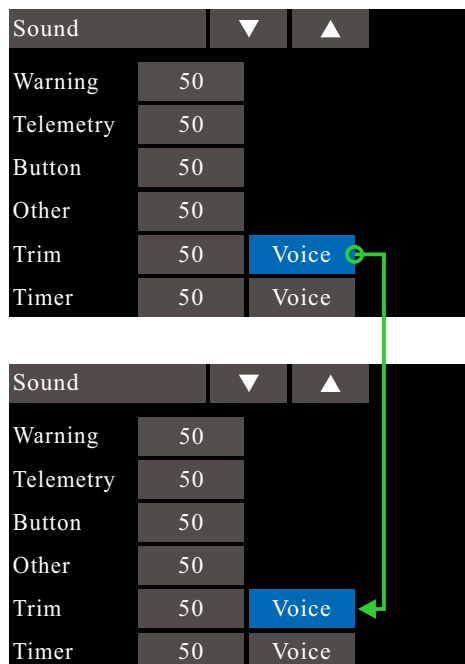 Sound ▼ ▲
Warning 50
Telemetry 50
Button 50
Other 50
Trim 50 Voice
Timer 50 Voice
Sound ▼ ▲
Warning 50
Telemetry 50
Button 50
Other 50
Trim 50 Voice
Timer 50 Voice